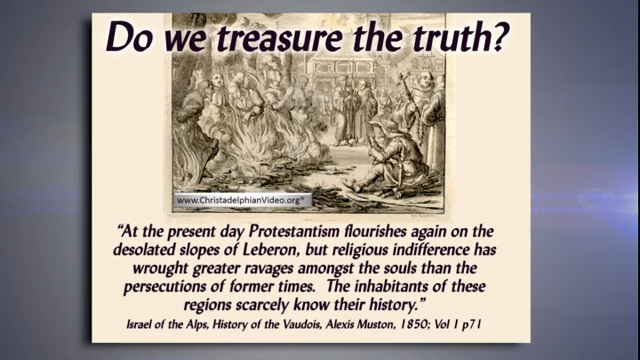 Do we treasure the truth?
www.ChristadelphianVideo.org®
“At the present day Protestantism flourishes again on the
desolated slopes of Leberon, but religious indifference has
wrought greater ravages amongst the souls than the
persecutions of former times. The inhabitants of these
regions scarcely know their history.”
Israel of the Alps, History of the Vaudois, Alexis Muston, 1850; Vol 1 p71